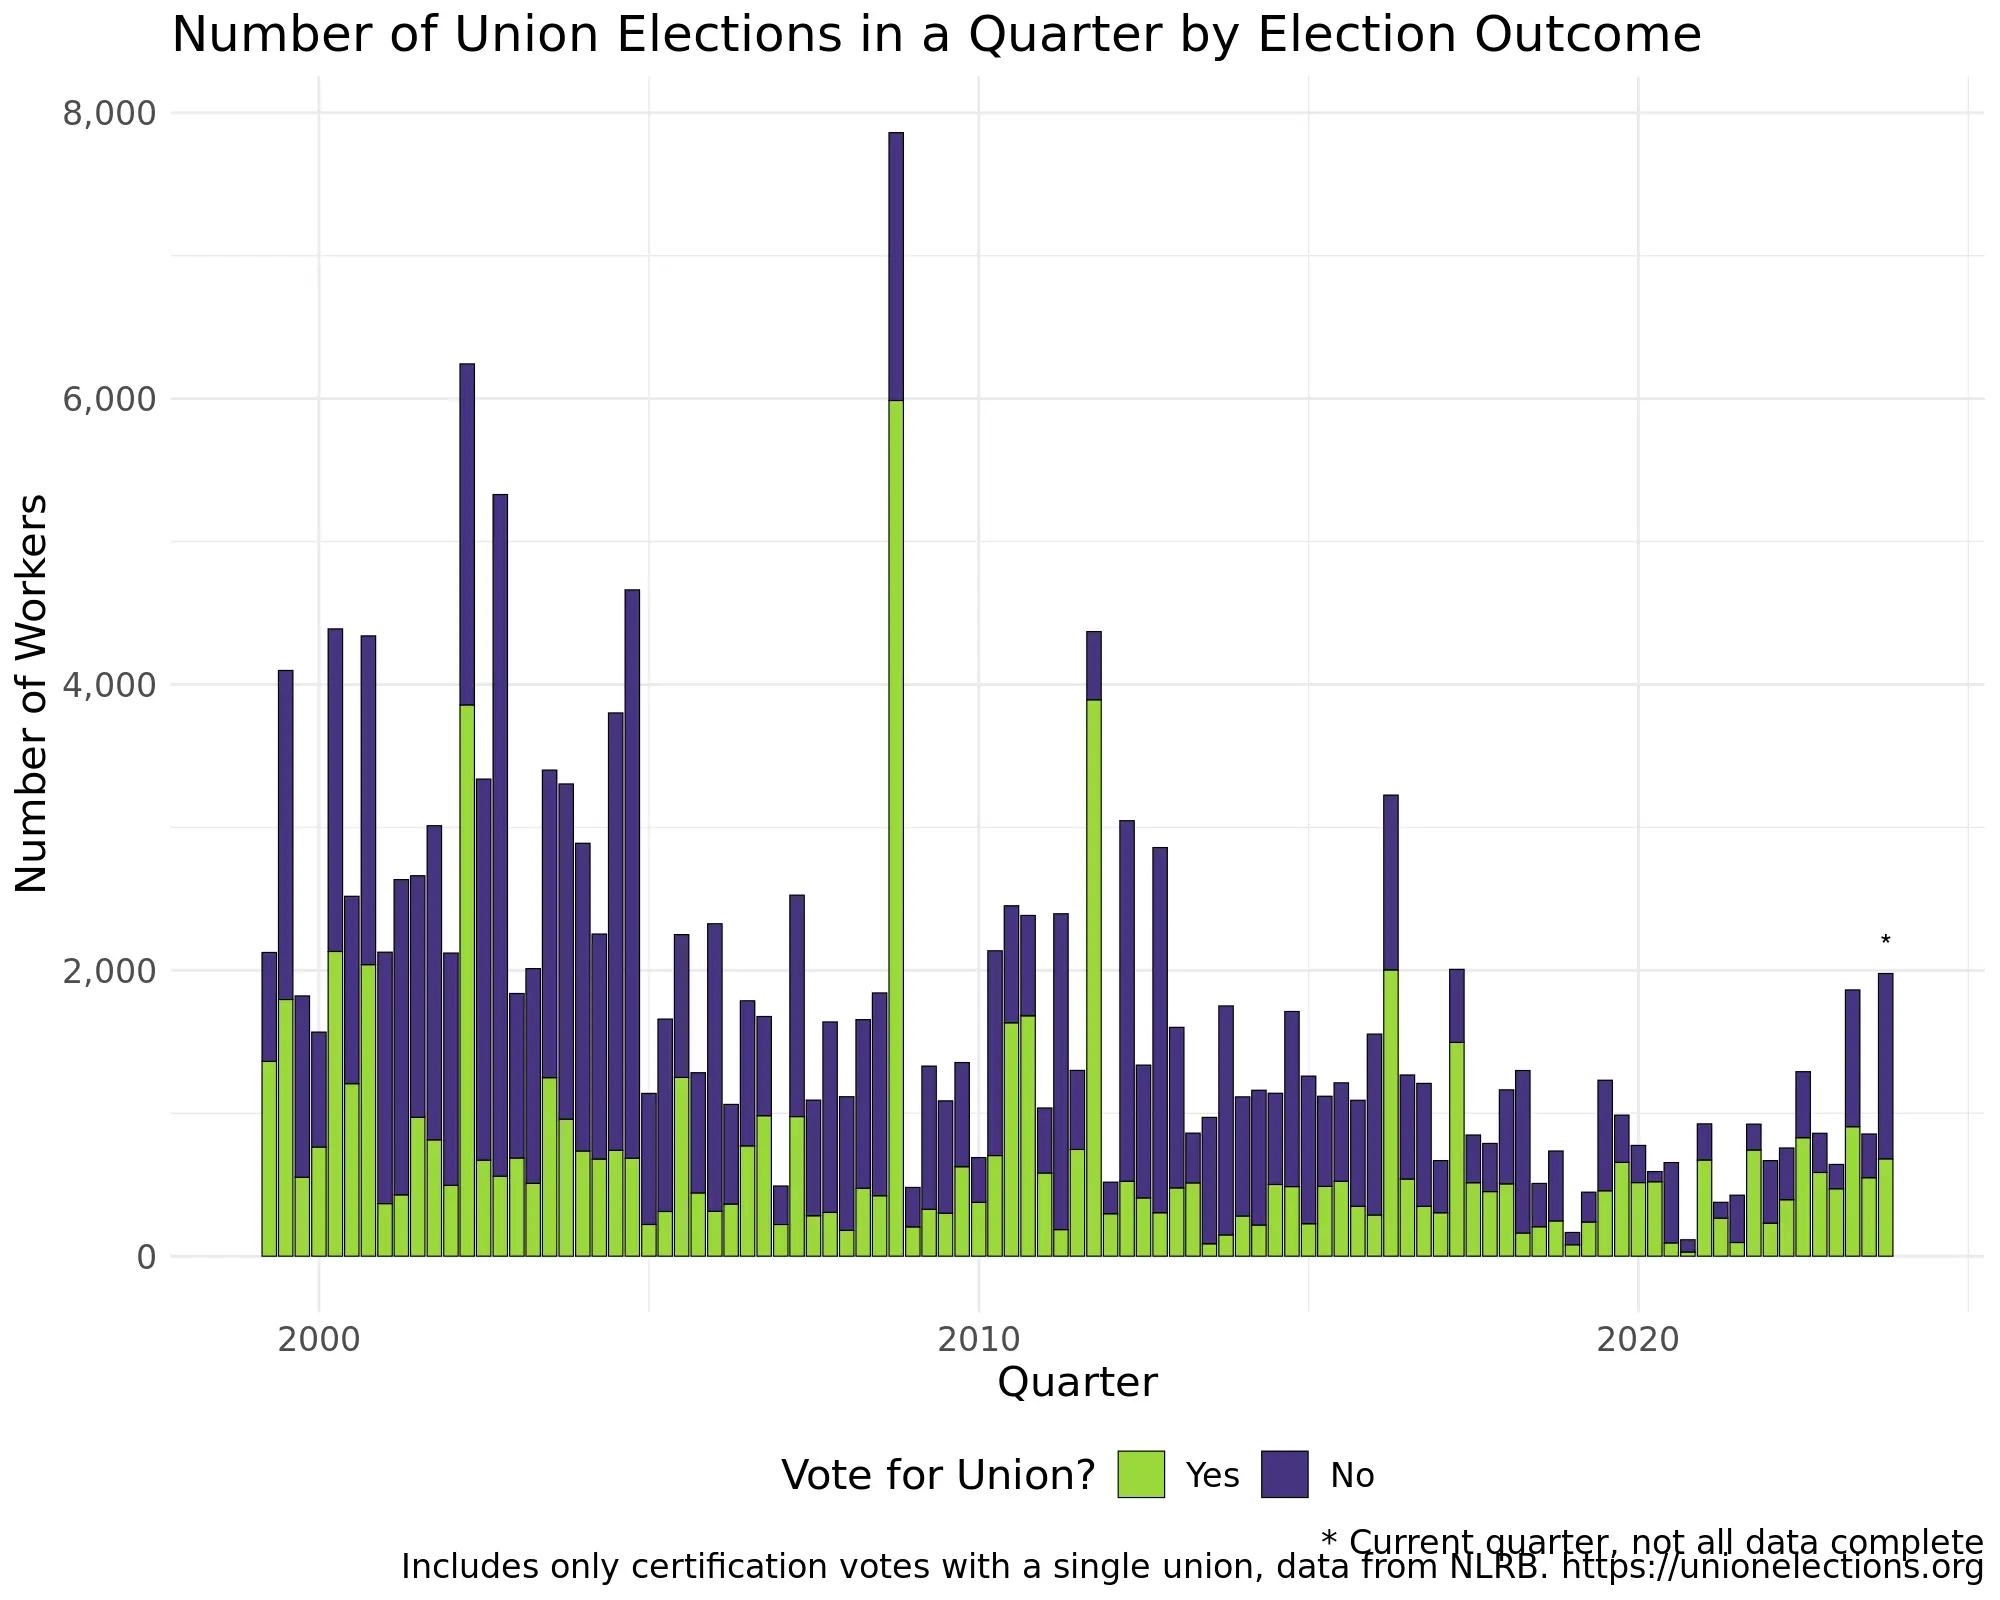 Number of Union Elections in a Quarter by Election Outcome
Number of Workers
8,000
6,000
4,000
2,000
0
*
2000
2010
2020
Quarter
Vote for Union?
Yes
No
* Current quarter, not all data complete
Includes only certification votes with a single union, data from NLRB. https://unionelections.org